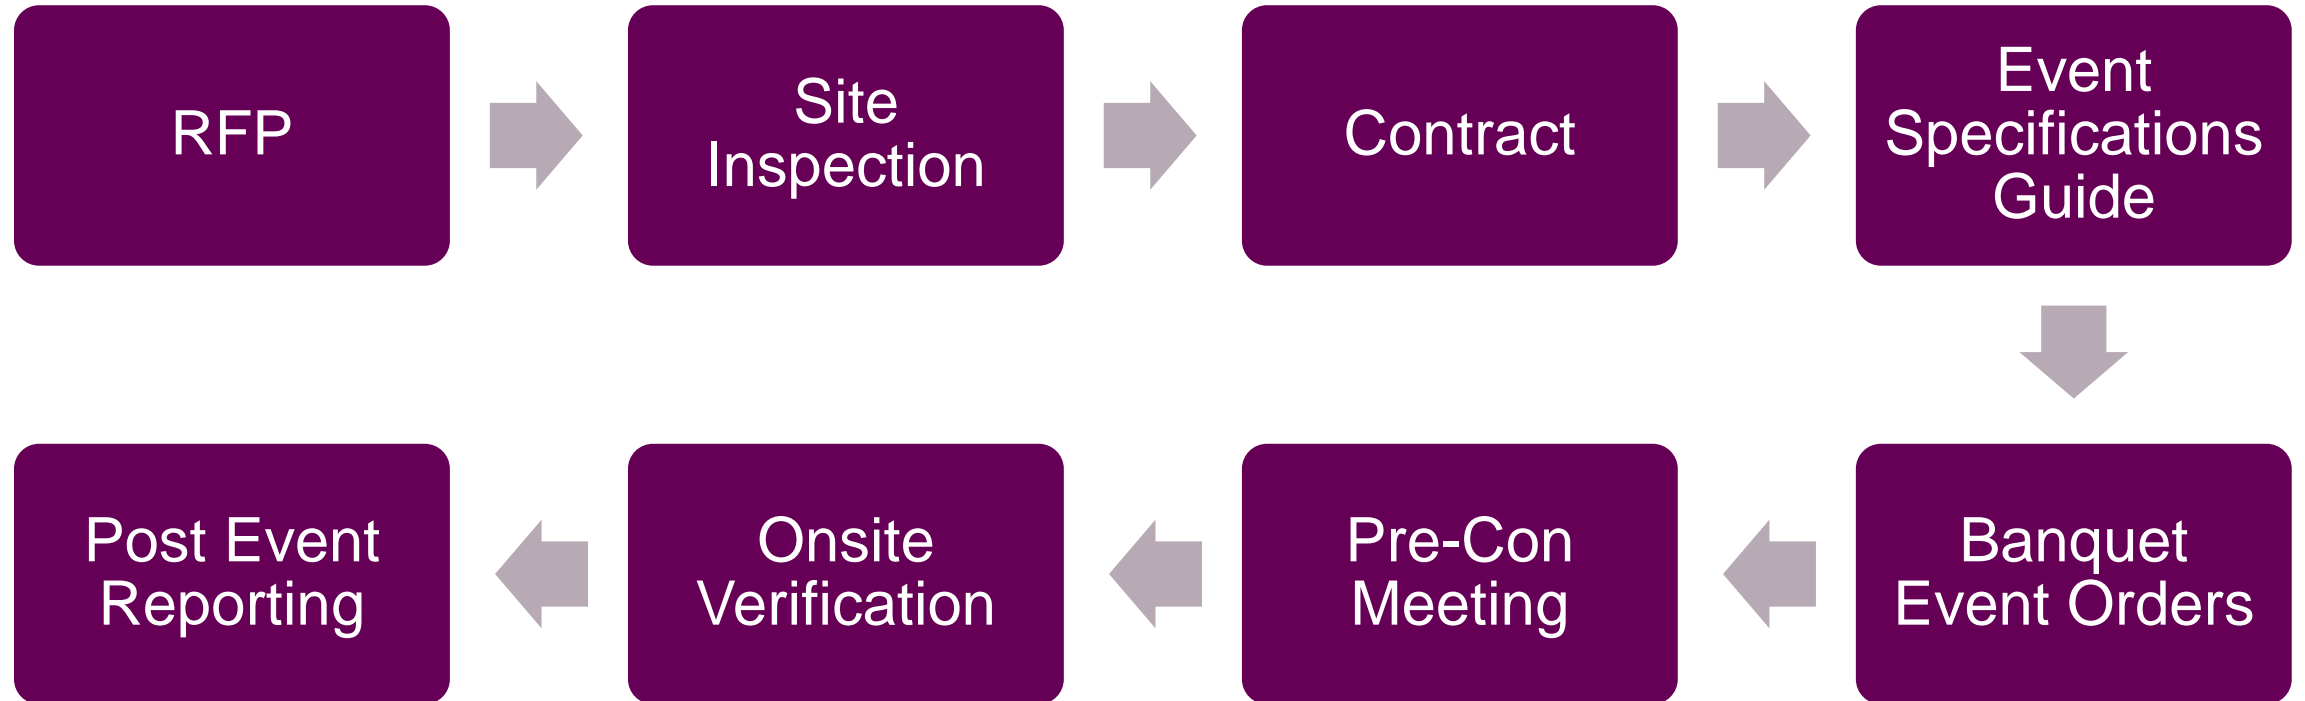 RFP
Site
Inspection
Contract
Event
Specifications
Guide
Banquet
Event Orders
Pre-Con
Meeting
Onsite
Verification
Post Event
Reporting